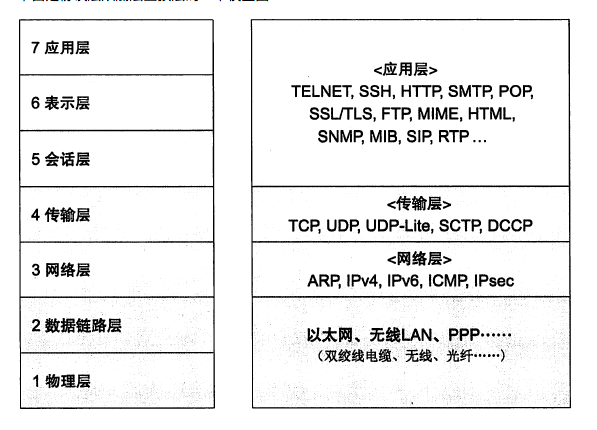 7 应用层
6 表示层
5 会话层
4 传输层
3 网络层
2 数据链路层
1 物理层
<应用层>
TELNET, SSH, HTTP, SMTP, POP,
SSL/TLS, FTP, MIME, HTML,
SNMP, MIB, SIP, RTP ...
<传输层>
TCP, UDP, UDP-Lite, SCTP, DCCP
<网络层>
ARP, IPv4, IPv6, ICMP, IPsec
以太网、无线LAN、PPP……
（双绞线电缆、无线、光纤……）